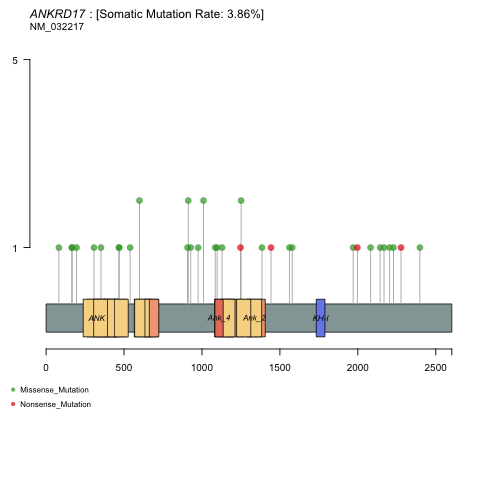 ANKRD17 : [Somatic Mutation Rate: 3.86%]
NM_032217
5
1
ANK
Ank_4
Ank_2
KH-I
0
500
1000
1500
2000
2500
Missense_Mutation
Nonsense_Mutation